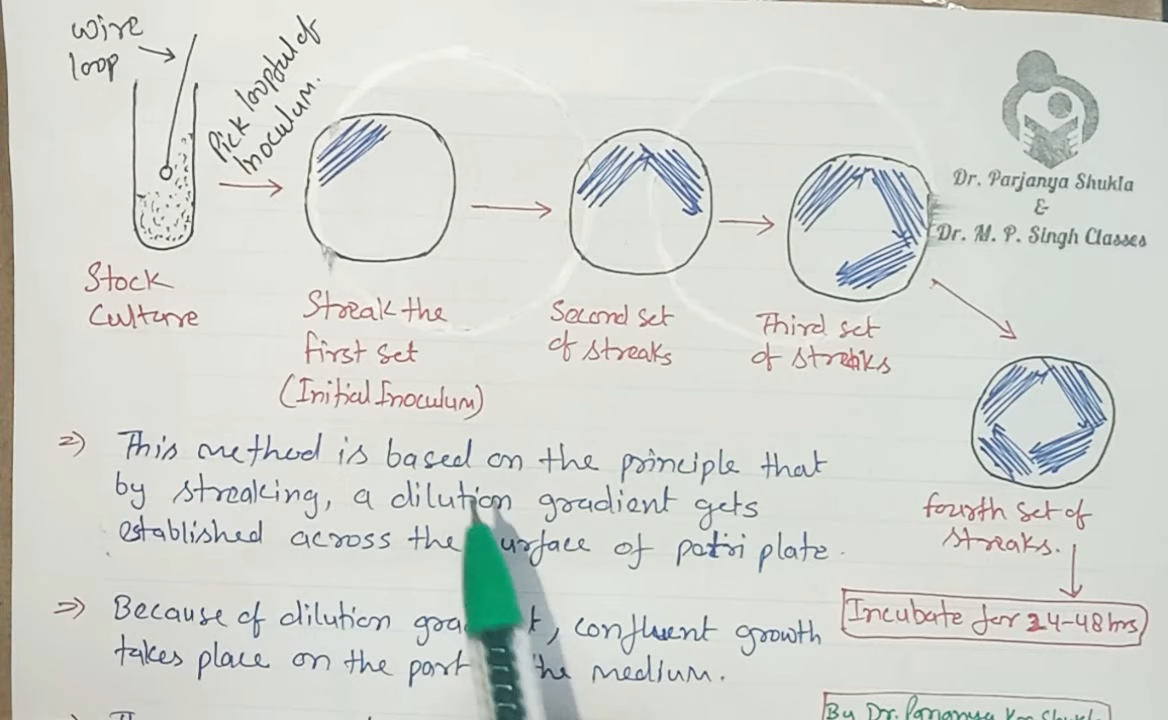 wire
loop
Pick loopful of
Inoculum.
Dr. Parjanya Shukla
&
Dr. M. P. Singh Classes
Stock
Culture
Streak the
first set
(Initial Inoculum)
Second set
of streaks
Third set
of streaks
fourth set of
streaks.
Incubate for 24-48 hrs
=) This method is based on the principle that
by streaking, a dilution gradient gets
established across the surface of patri plate.
=) Because of dilution , confluent growth
takes place on the part the medium.
By Dr.